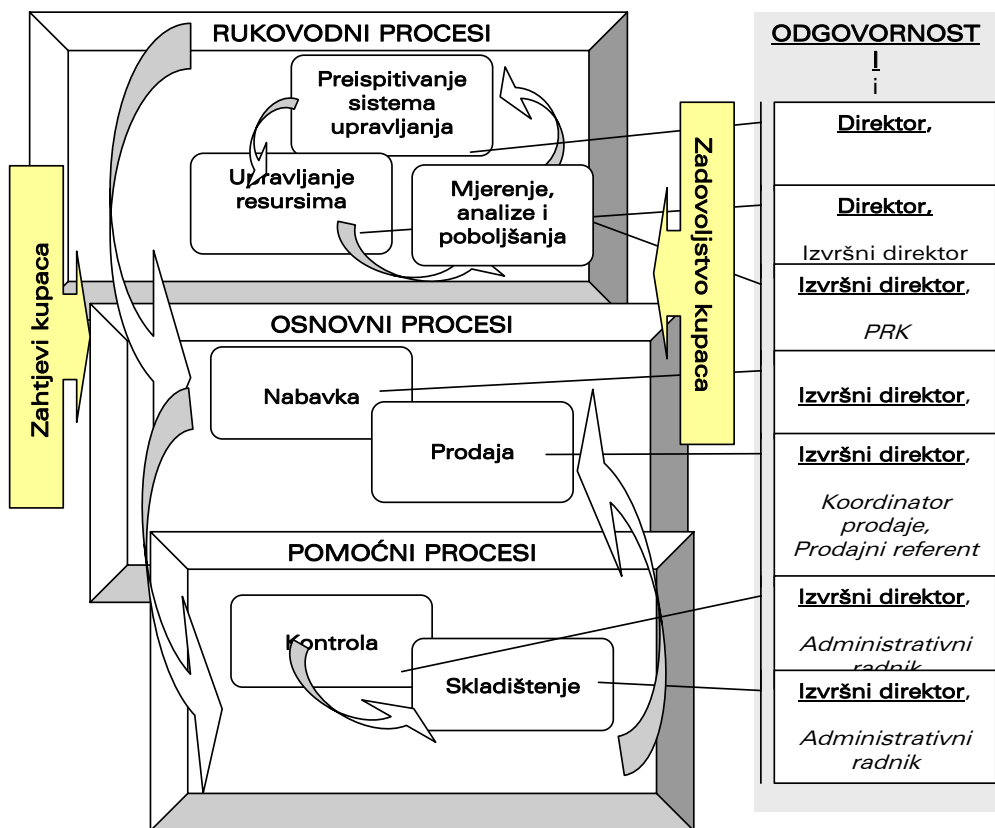 RUKOVODNI PROCESI
Preispitivanje
sistema
upravljanja
Upravljanje
resursima
Mjerenje,
analize i
poboljšanja
Zahtjevi kupaca
Zadovoljstvo kupaca
OSNOVNI PROCESI
Nabavka
Prodaja
POMOĆNI PROCESI
Kontrola
Skladištenje
ODGOVORNOST
I
i
Direktor,
Direktor,
Izvršni direktor
Izvršni direktor,
PRK
Izvršni direktor,
Izvršni direktor,
Koordinator
prodaje,
Prodajni referent
Izvršni direktor,
Administrativni
radnik
Izvršni direktor,
Administrativni
radnik